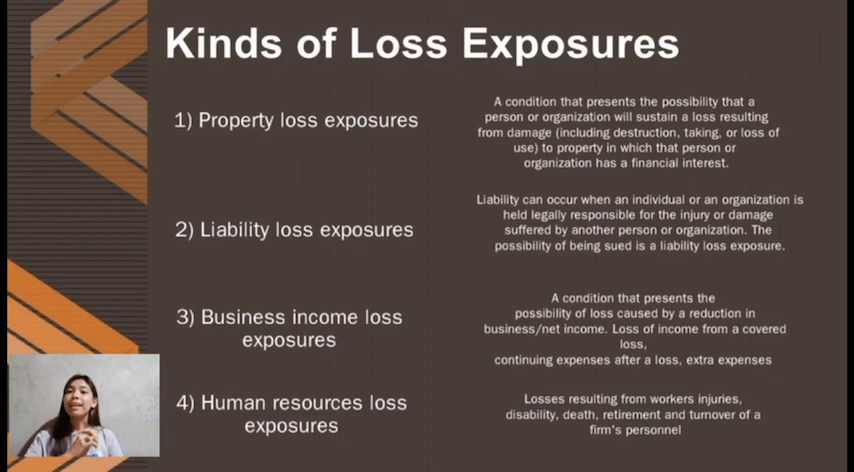 Kinds of Loss Exposures
1) Property loss exposures
A condition that presents the possibility that a
person or organization will sustain a loss resulting
from damage (including destruction, taking, or loss of
use) to property in which that person or
organization has a financial interest.
2) Liability loss exposures
Liability can occur when an individual or an organization is
held legally responsible for the injury or damage
suffered by another person or organization. The
possibility of being sued is a liability loss exposure.
3) Business income loss
exposures
A condition that presents the
possibility of loss caused by a reduction in
business/net income. Loss of income from a covered
loss,
continuing expenses after a loss, extra expenses
4) Human resources loss
exposures
Losses resulting from workers injuries,
disability, death, retirement and turnover of a
firm's personnel